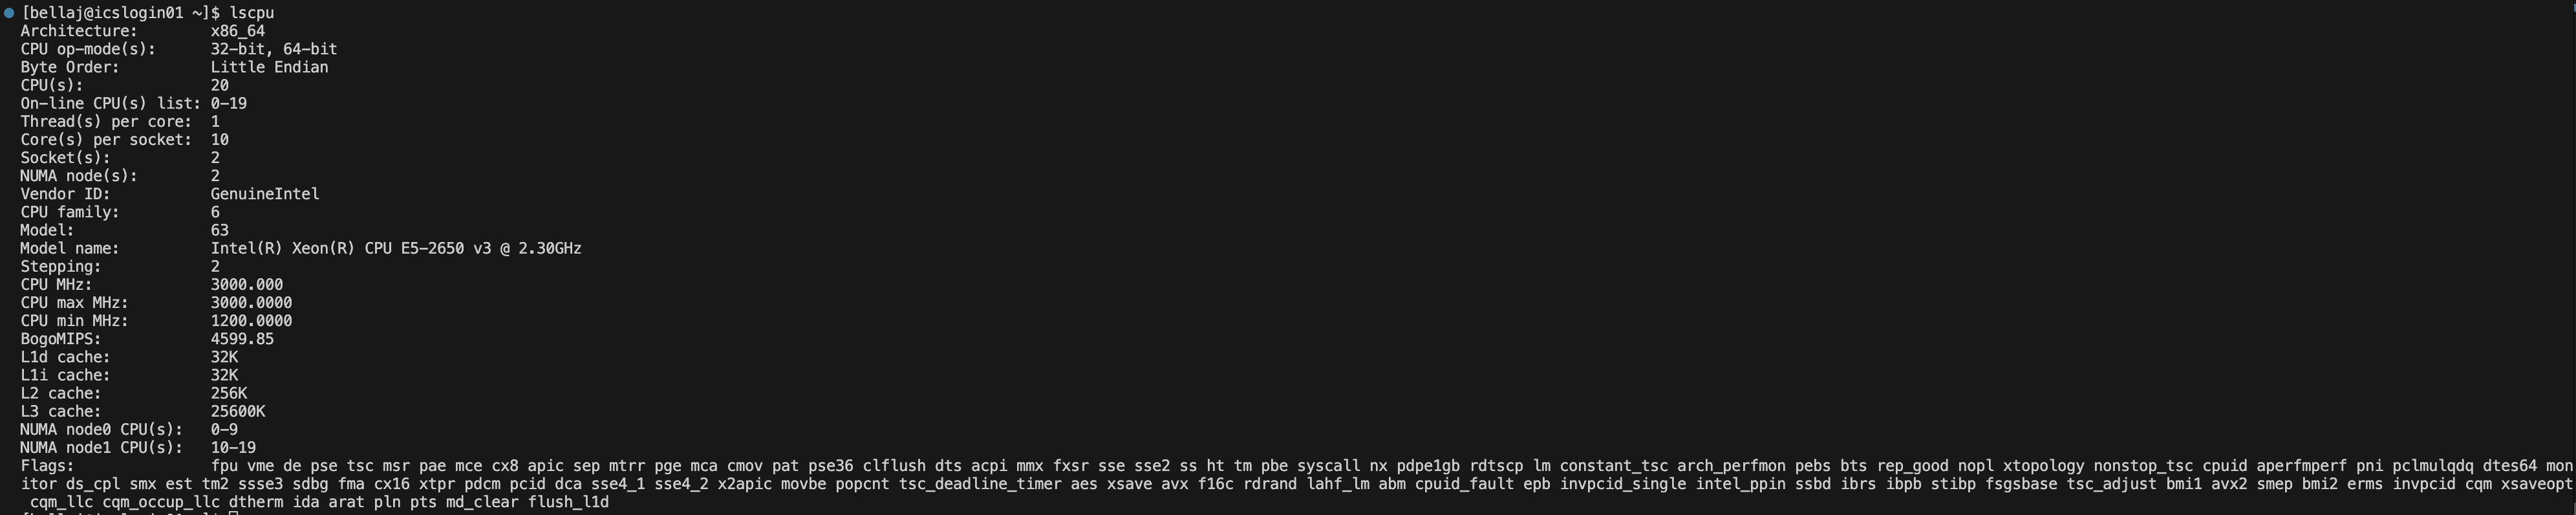 [bellaj@icslogin01 ~]$ lscpu
Architecture: x86_64
CPU op-mode(s): 32-bit, 64-bit
Byte Order: Little Endian
CPU(s): 20
On-line CPU(s) list: 0-19
Thread(s) per core: 1
Core(s) per socket: 10
Socket(s): 2
NUMA node(s): 2
Vendor ID: GenuineIntel
CPU family: 6
Model: 63
Model name: Intel(R) Xeon(R) CPU E5-2650 v3 @ 2.30GHz
Stepping: 2
CPU MHz: 3000.000
CPU max MHz: 3000.0000
CPU min MHz: 1200.0000
BogoMIPS: 4599.85
L1d cache: 32K
L1i cache: 32K
L2 cache: 256K
L3 cache: 25600K
NUMA node0 CPU(s): 0-9
NUMA node1 CPU(s): 10-19
Flags: fpu vme de pse tsc msr pae mce cx8 apic sep mtrr pge mca cmov pat pse36 clflush dts acpi mmx fxsr sse sse2 ss ht tm pbe syscall nx pdpe1gb rdtscp lm constant_tsc arch_perfmon pebs bts rep_good nopl xtopology nonstop_tsc cpuid aperfmperf pni pclmulqdq dtes64 mon
itor ds_cpl smx est tm2 ssse3 sdbg fma cx16 xtpr pdcm pcid dca sse4_1 sse4_2 x2apic movbe popcnt tsc_deadline_timer aes xsave avx f16c rdrand lahf_lm abm cpuid_fault epb invpcid_single intel_ppin ssbd ibrs ibpb stibp fsgsbase tsc_adjust bmi1 avx2 smep bmi2 erms invpcid cqm xsaveopt
cqm_llc cqm_occup_llc dtherm ida arat pln pts md_clear flush_l1d